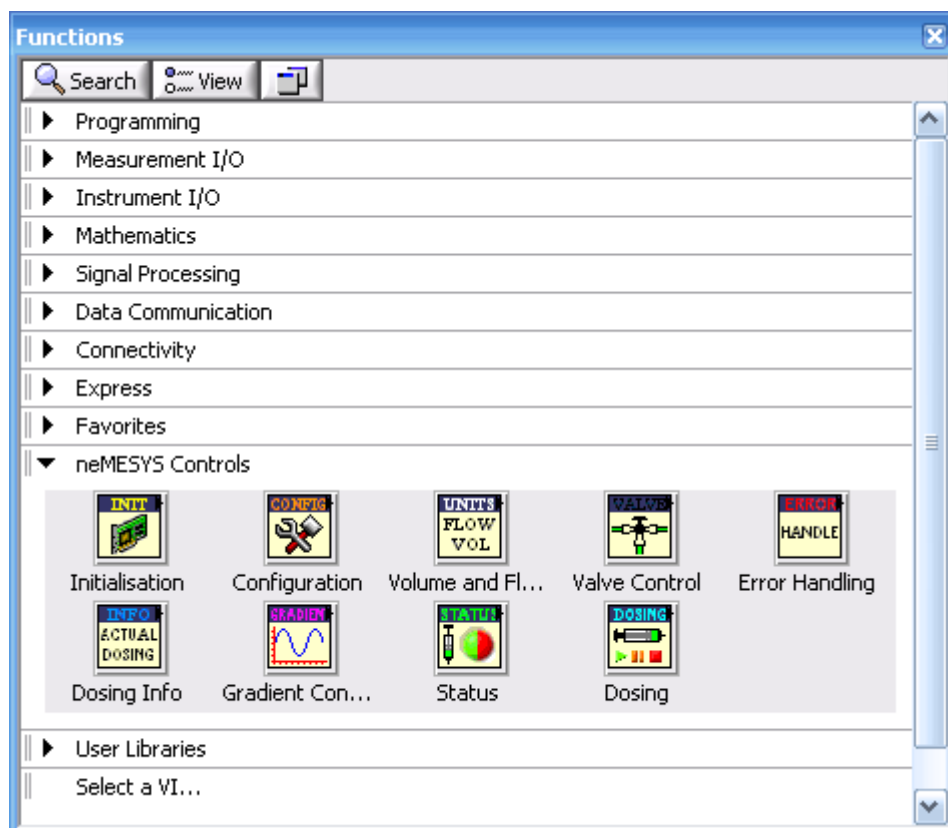 Functions
Search View
Programming
Measurement I/O
Instrument I/O
Mathematics
Signal Processing
Data Communication
Connectivity
Express
Favorites
neMESYS Controls
INIT CONFIG UNITS VALVE ERROR
FLOW
VOL HANDLE
Initialisation Configuration Volume and Fl... Valve Control Error Handling
INFO GRADIEN STATUS DOSING
ACTUAL
DOSING
Dosing Info Gradient Con... Status Dosing
User Libraries
Select a VI...